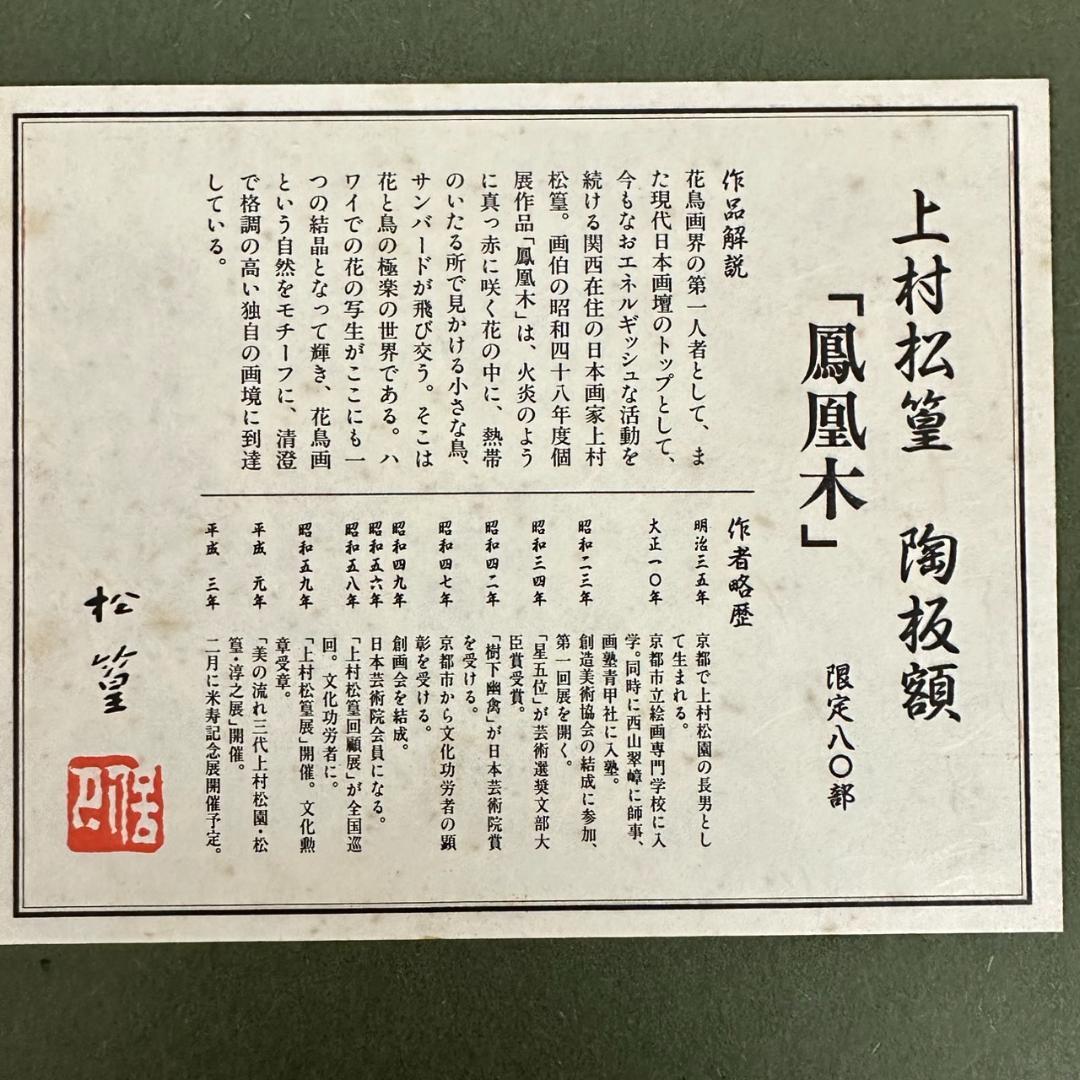 上村松篁　陶板額
「鳳凰木」
限定八〇部
作品解説
花鳥画界の第一人者として、ま
た現代日本画壇のトップとして、
今もなおエネルギッシュな活動を
続ける関西在住の日本画家上村
松篁。画伯の昭和四十八年度個
展作品「鳳凰木」は、火炎のよう
に真っ赤に咲く花の中に、熱帯
のいたる所で見かける小さな鳥、
サンバードが飛び交う。そこは
花と鳥の極楽の世界である。ハ
ワイでの花の写生がここにも一
つの結晶となって輝き、花鳥画
という自然をモチーフに、清澄
で格調の高い独自の画境に到達
している。
作者略歴
明治三五年　京都で上村松園の長男とし
て生まれる。
大正一〇年　京都市立絵画専門学校に入
学。同時に西山翠嶂に師事、
画塾青甲社に入塾。
昭和二三年　創造美術協会の結成に参加、
第一回展を開く。
昭和三四年　「星五位」が芸術選奨文部大
臣賞受賞。
昭和四二年　「樹下幽禽」が日本芸術院賞
を受ける。
昭和四七年　京都市から文化功労者の顕
彰を受ける。
昭和四九年　創画会を結成。
昭和五六年　日本芸術院会員になる。
昭和五八年　「上村松篁回顧展」が全国巡
回。文化功労者に。
昭和五九年　「上村松篁展」開催。文化勲
章受章。
平成　元年　「美の流れ三代上村松園・松
篁・淳之展」開催。
平成　三年　二月に米寿記念展開催予定。
松篁